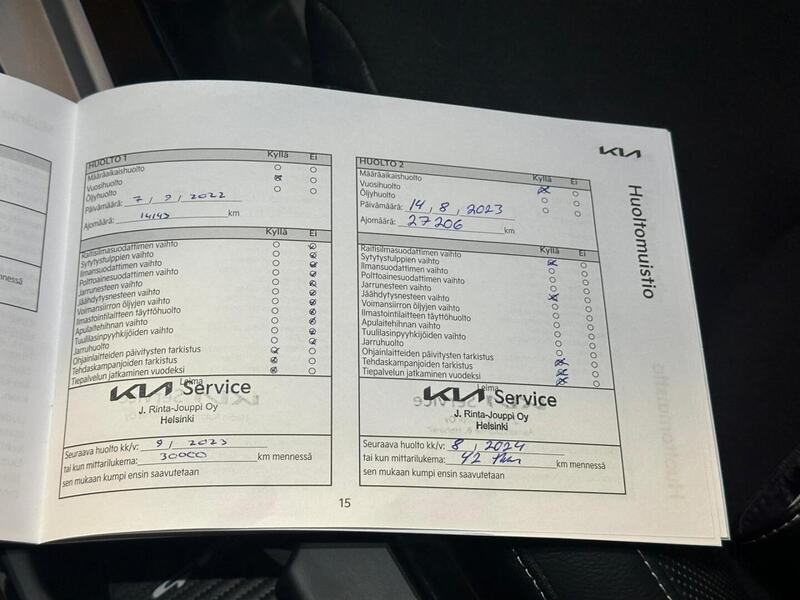 KIA
Huoltomuistio
HUOLTO 1 Kyllä Ei
Määräaikaishuolto
Vuosihuolto
Öljyhuolto
Päivämäärä: 7, 9, 2022
Ajomäärä: 14143 km
Kyllä Ei
Raitisilmasuodattimen vaihto
Sytytystulppien vaihto
Ilmansuodattimen vaihto
Polttoainesuodattimen vaihto
Jarrunesteen vaihto
Jäähdytysnesteen vaihto
Voimansiirron öljyjen vaihto
Ilmastointilaitteen täyttöhuolto
Apulaitehihnan vaihto
Tuulilasinpyyhkijöiden vaihto
Jarruhuolto
Ohjainlaitteiden päivitysten tarkistus
Tehdaskampanjoiden tarkistus
Tiepalvelun jatkaminen vuodeksi
Leima
KIA Service
J. Rinta-Jouppi Oy
Helsinki
Seuraava huolto kk/v: 9, 2023
tai kun mittarilukema: 30000 km mennessä
sen mukaan kumpi ensin saavutetaan
HUOLTO 2 Kyllä Ei
Määräaikaishuolto
Vuosihuolto
Öljyhuolto
Päivämäärä: 14, 8, 2023
Ajomäärä: 27206 km
Kyllä Ei
Raitisilmasuodattimen vaihto
Sytytystulppien vaihto
Ilmansuodattimen vaihto
Polttoainesuodattimen vaihto
Jarrunesteen vaihto
Jäähdytysnesteen vaihto
Voimansiirron öljyjen vaihto
Ilmastointilaitteen täyttöhuolto
Apulaitehihnan vaihto
Tuulilasinpyyhkijöiden vaihto
Jarruhuolto
Ohjainlaitteiden päivitysten tarkistus
Tehdaskampanjoiden tarkistus
Tiepalvelun jatkaminen vuodeksi
Leima
KIA Service
J. Rinta-Jouppi Oy
Helsinki
Seuraava huolto kk/v: 8, 2024
tai kun mittarilukema: 42 km mennessä
sen mukaan kumpi ensin saavutetaan
15